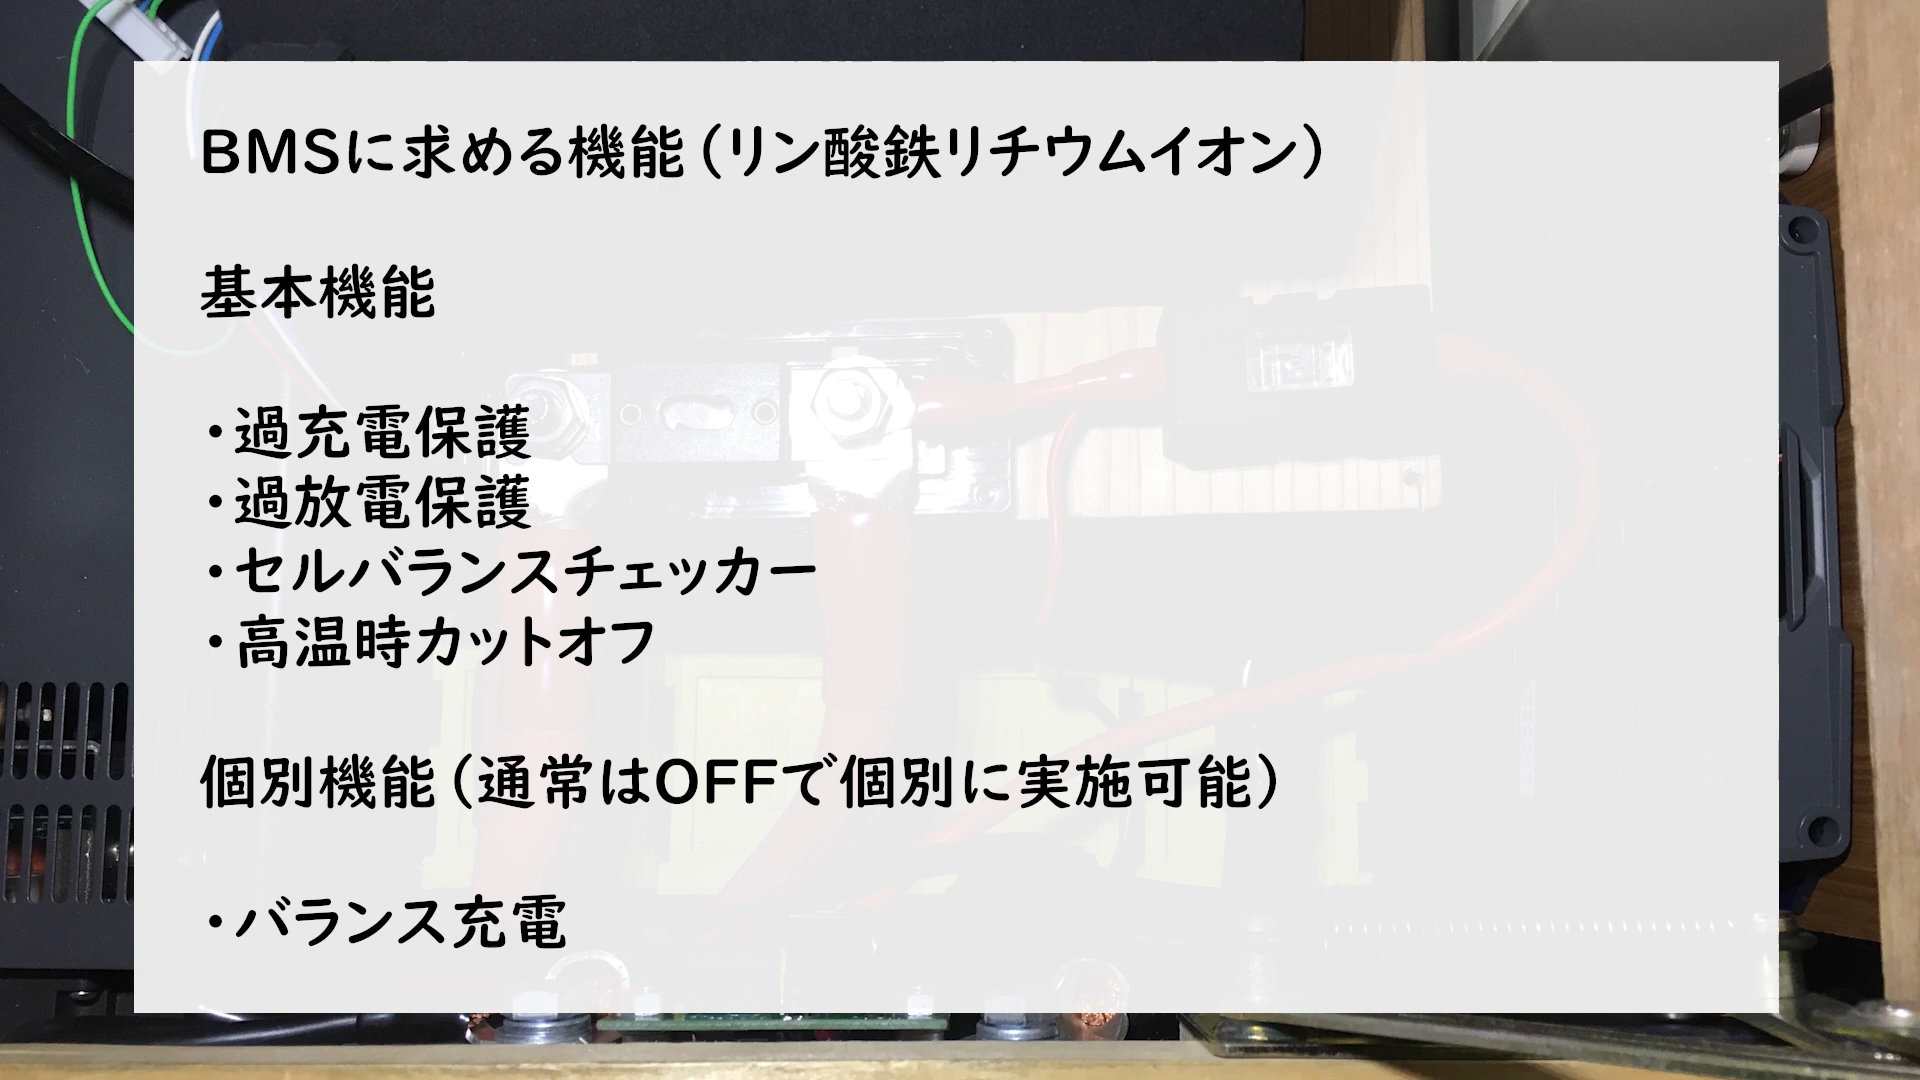 BMSに求める機能（リン酸鉄リチウムイオン）
基本機能
・過充電保護
・過放電保護
・セルバランスチェッカー
・高温時カットオフ
個別機能（通常はOFFで個別に実施可能）
・バランス充電